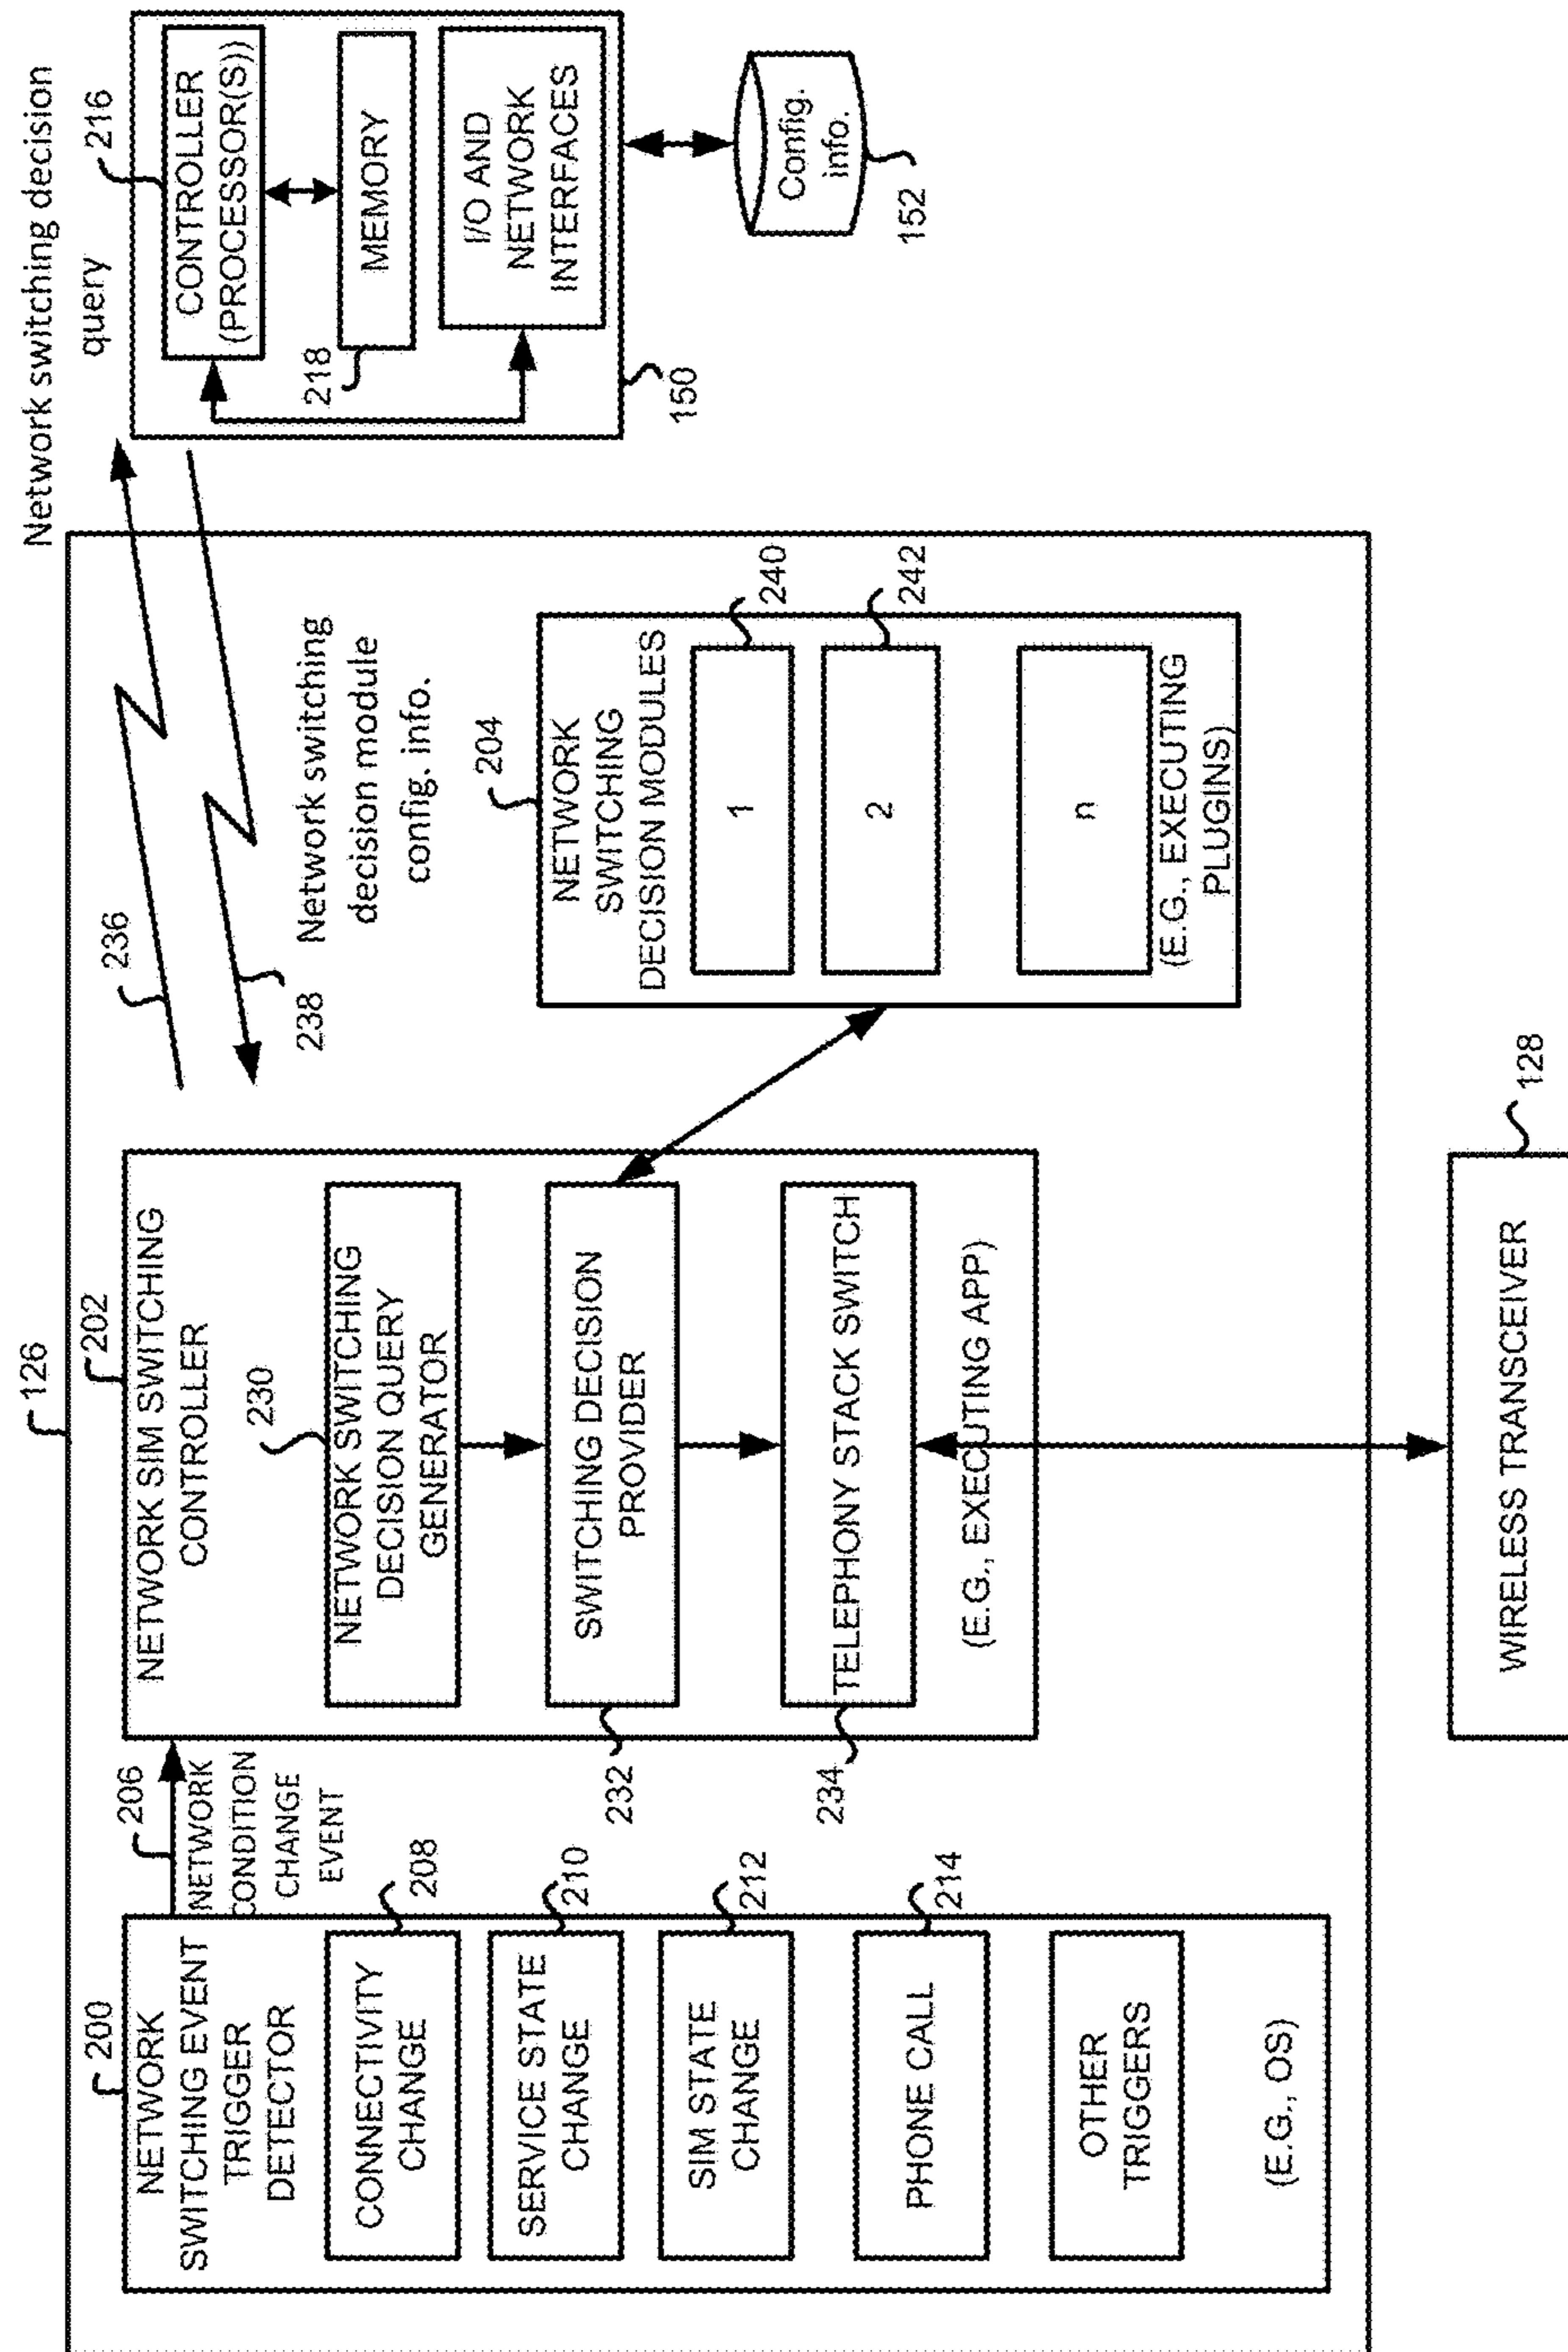 126
200
NETWORK
SWITCHING EVENT
TRIGGER
DETECTOR
CONNECTIVITY
CHANGE
208
SERVICE STATE
CHANGE
210
SIM STATE
CHANGE
212
PHONE CALL
214
OTHER
TRIGGERS
(E.G., OS)
206
NETWORK
CONDITION
CHANGE
EVENT
202
NETWORK SIM SWITCHING
CONTROLLER
230
NETWORK SWITCHING
DECISION QUERY
GENERATOR
SWITCHING DECISION
PROVIDER
232
TELEPHONY STACK SWITCH
234
(E.G., EXECUTING APP)
WIRELESS TRANSCEIVER
128
236
238
Network switching
decision module
config. info.
204
NETWORK
SWITCHING
DECISION MODULES
1
240
2
242
n
(E.G., EXECUTING
PLUGINS)
Network switching decision
query
216
CONTROLLER
(PROCESSOR(S))
MEMORY
218
I/O AND
NETWORK
INTERFACES
150
Config.
info.
152